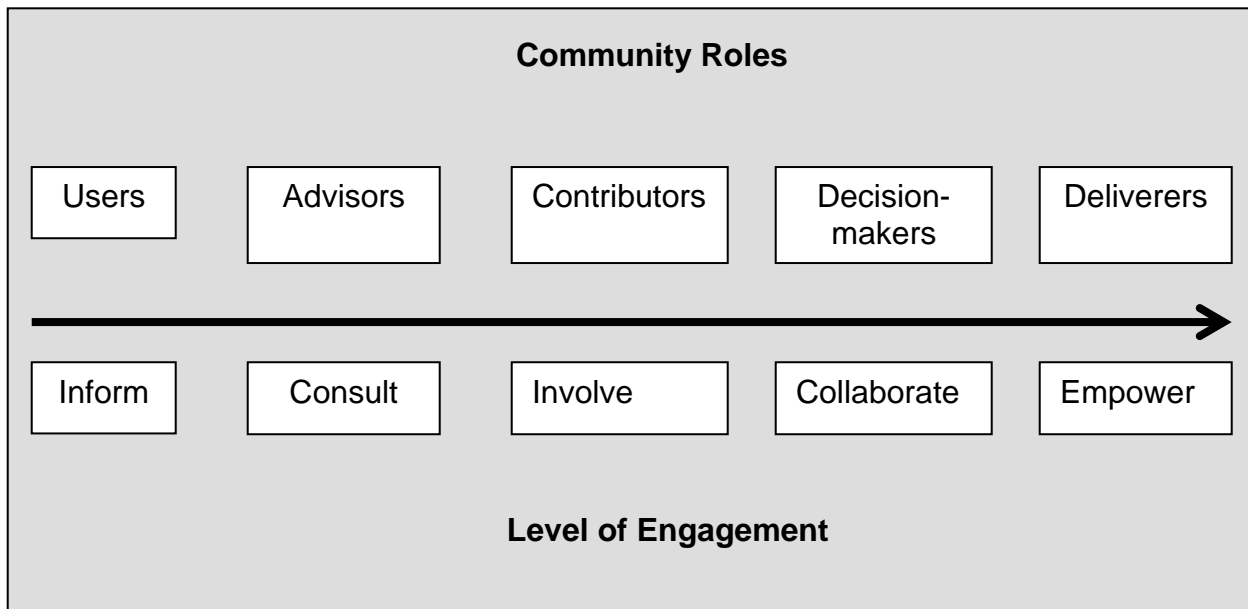 Community Roles
Users
Advisors
Contributors
Decision-
makers
Deliverers
Inform
Consult
Involve
Collaborate
Empower
Level of Engagement